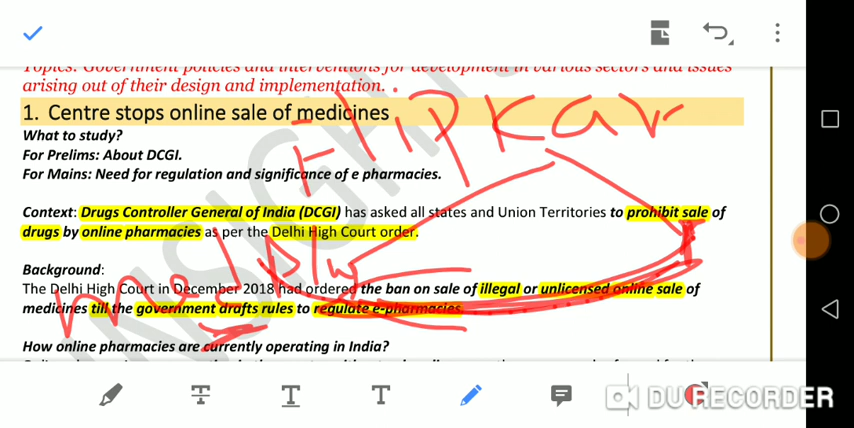 Topics: Government policies and interventions for development in various sectors and issues
arising out of their design and implementation.
1. Centre stops online sale of medicines
What to study?
For Prelims: About DCGI.
For Mains: Need for regulation and significance of e pharmacies.
Context: Drugs Controller General of India (DCGI) has asked all states and Union Territories to prohibit sale of
drugs by online pharmacies as per the Delhi High Court order.
Background:
The Delhi High Court in December 2018 had ordered the ban on sale of illegal or unlicensed online sale of
medicines till the government drafts rules to regulate e-pharmacies.
How online pharmacies are currently operating in India?
Flipkar
med
INSIGHTS
T T T
DU RECORDER